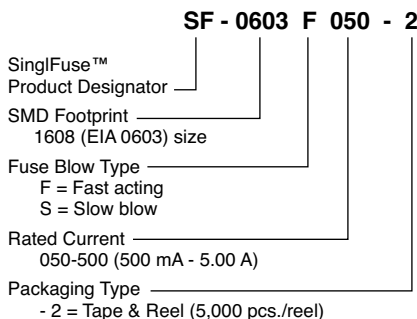 SF - 0603 F 050 - 2
SinglFuse™
Product Designator
SMD Footprint
1608 (EIA 0603) size
Fuse Blow Type
F = Fast acting
S = Slow blow
Rated Current
050-500 (500 mA - 5.00 A)
Packaging Type
- 2 = Tape & Reel (5,000 pcs./reel)